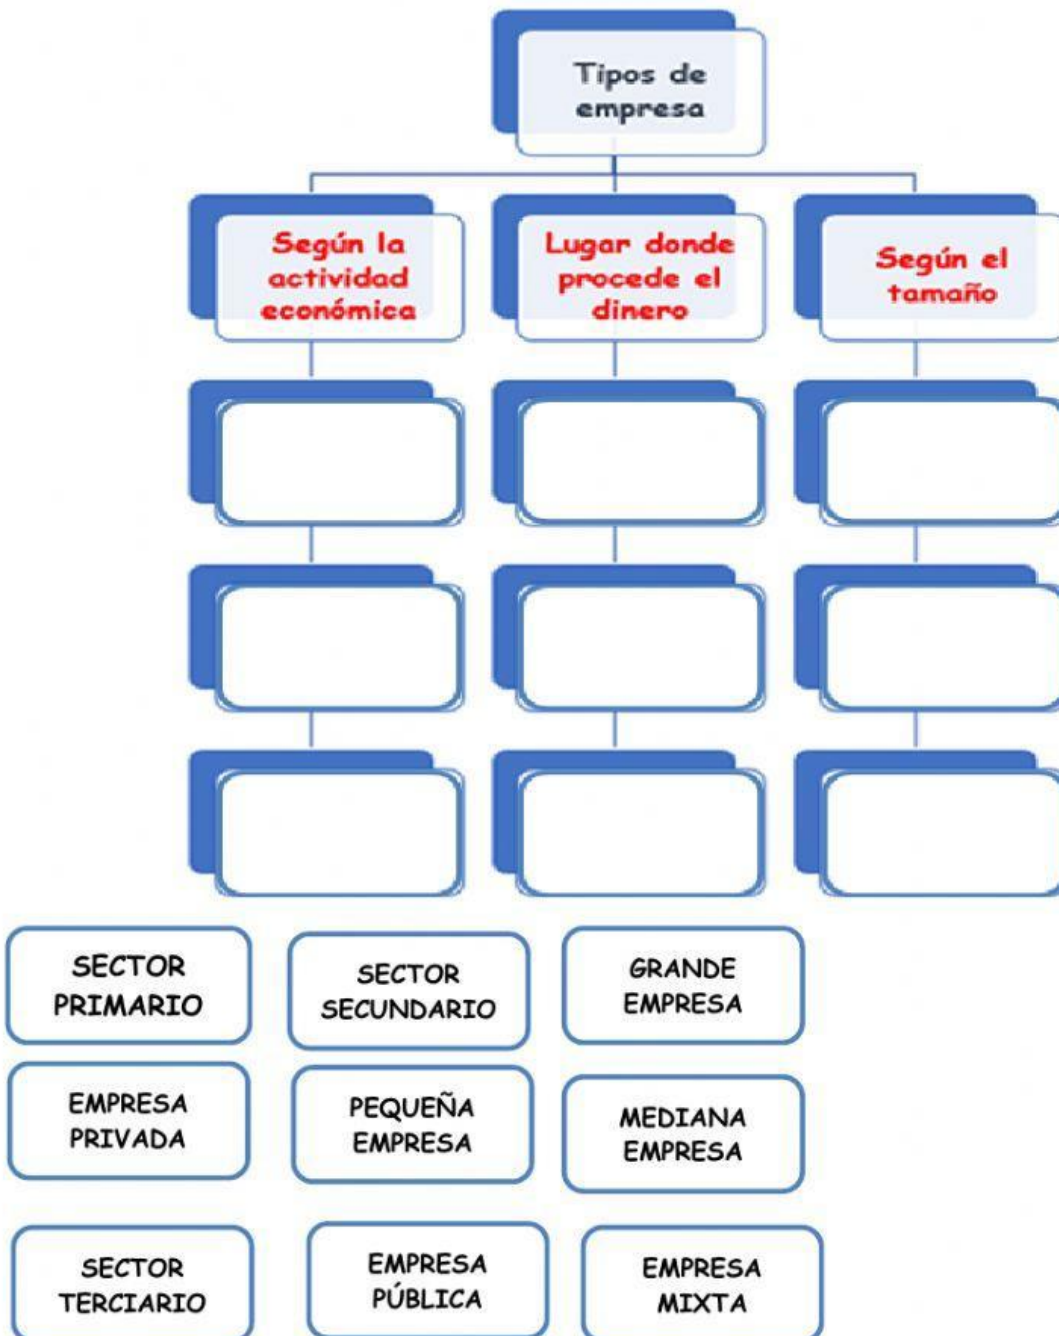 Tipos de
empresa
Según la
actividad
económica
Lugar donde
procede el
dinero
Según el
tamaño
SECTOR
PRIMARIO
SECTOR
SECUNDARIO
GRANDE
EMPRESA
EMPRESA
PRIVADA
PEQUEÑA
EMPRESA
MEDIANA
EMPRESA
SECTOR
TERCIARIO
EMPRESA
PÚBLICA
EMPRESA
MIXTA